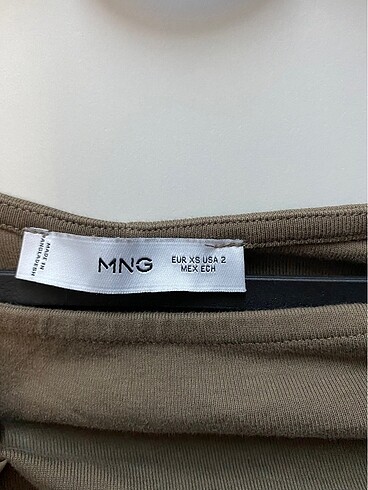 MADE IN
BANGLADESH
MNG
EUR XS USA 2
MEX ECH